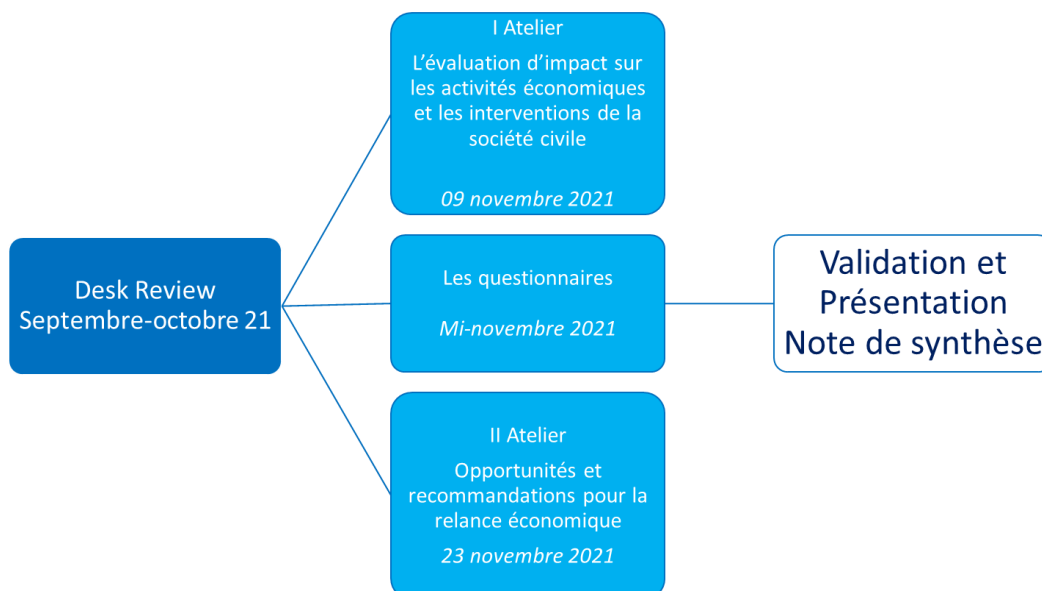 Desk Review
Septembre-octobre 21
I Atelier
L’évaluation d’impact sur
les activités économiques
et les interventions de la
société civile
09 novembre 2021
Les questionnaires
Mi-novembre 2021
II Atelier
Opportunités et
recommandations pour la
relance économique
23 novembre 2021
Validation et
Présentation
Note de synthèse